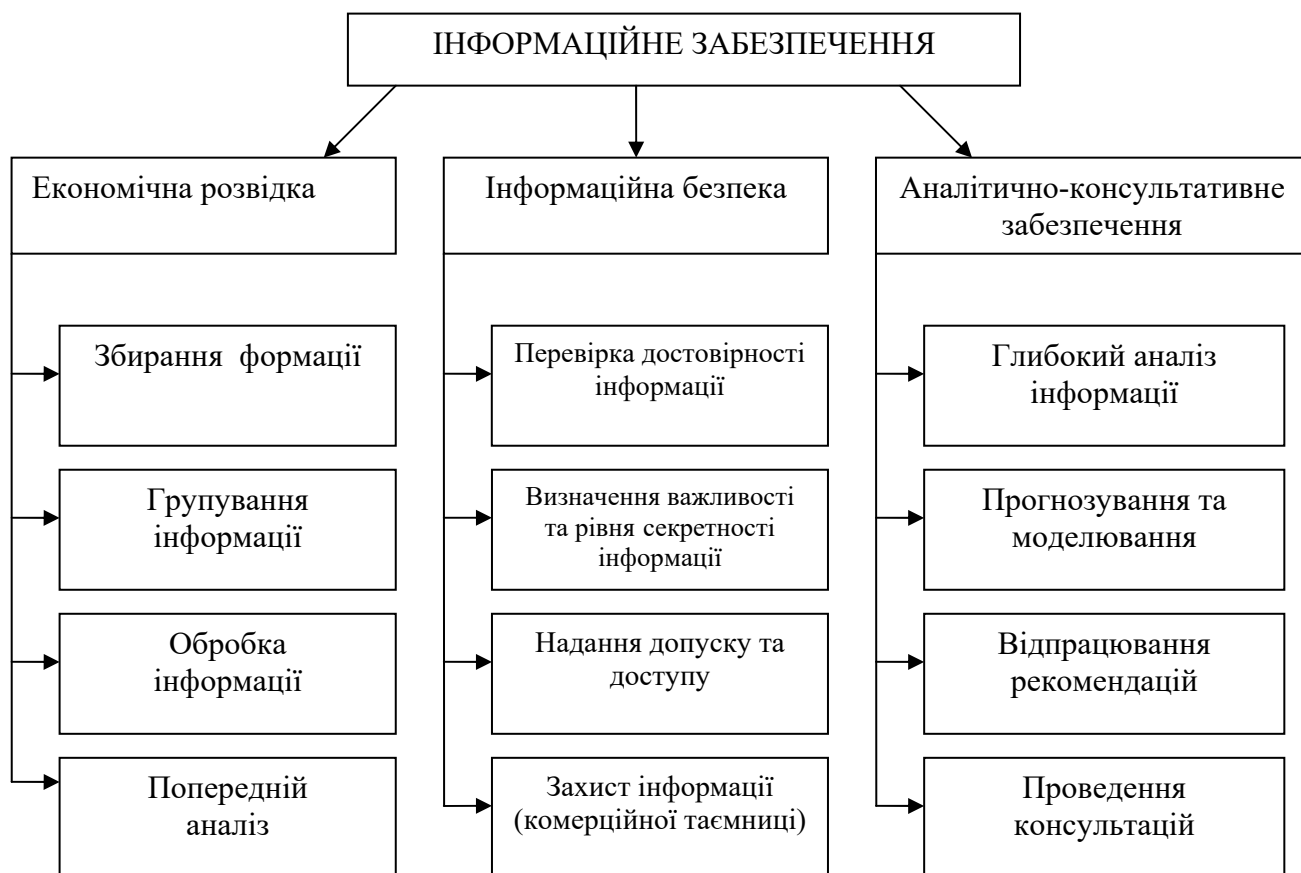 ІНФОРМАЦІЙНЕ ЗАБЕЗПЕЧЕННЯ
Економічна розвідка
Інформаційна безпека
Аналітично-консультативне
забезпечення
Збирання  формації
Перевірка достовірності
інформації
Глибокий аналіз
інформації
Групування
інформації
Визначення важливості
та рівня секретності
інформації
Прогнозування та
моделювання
Обробка
інформації
Надання допуску та
доступу
Відпрацювання
рекомендацій
Попередній
аналіз
Захист інформації
(комерційної таємниці)
Проведення
консультацій